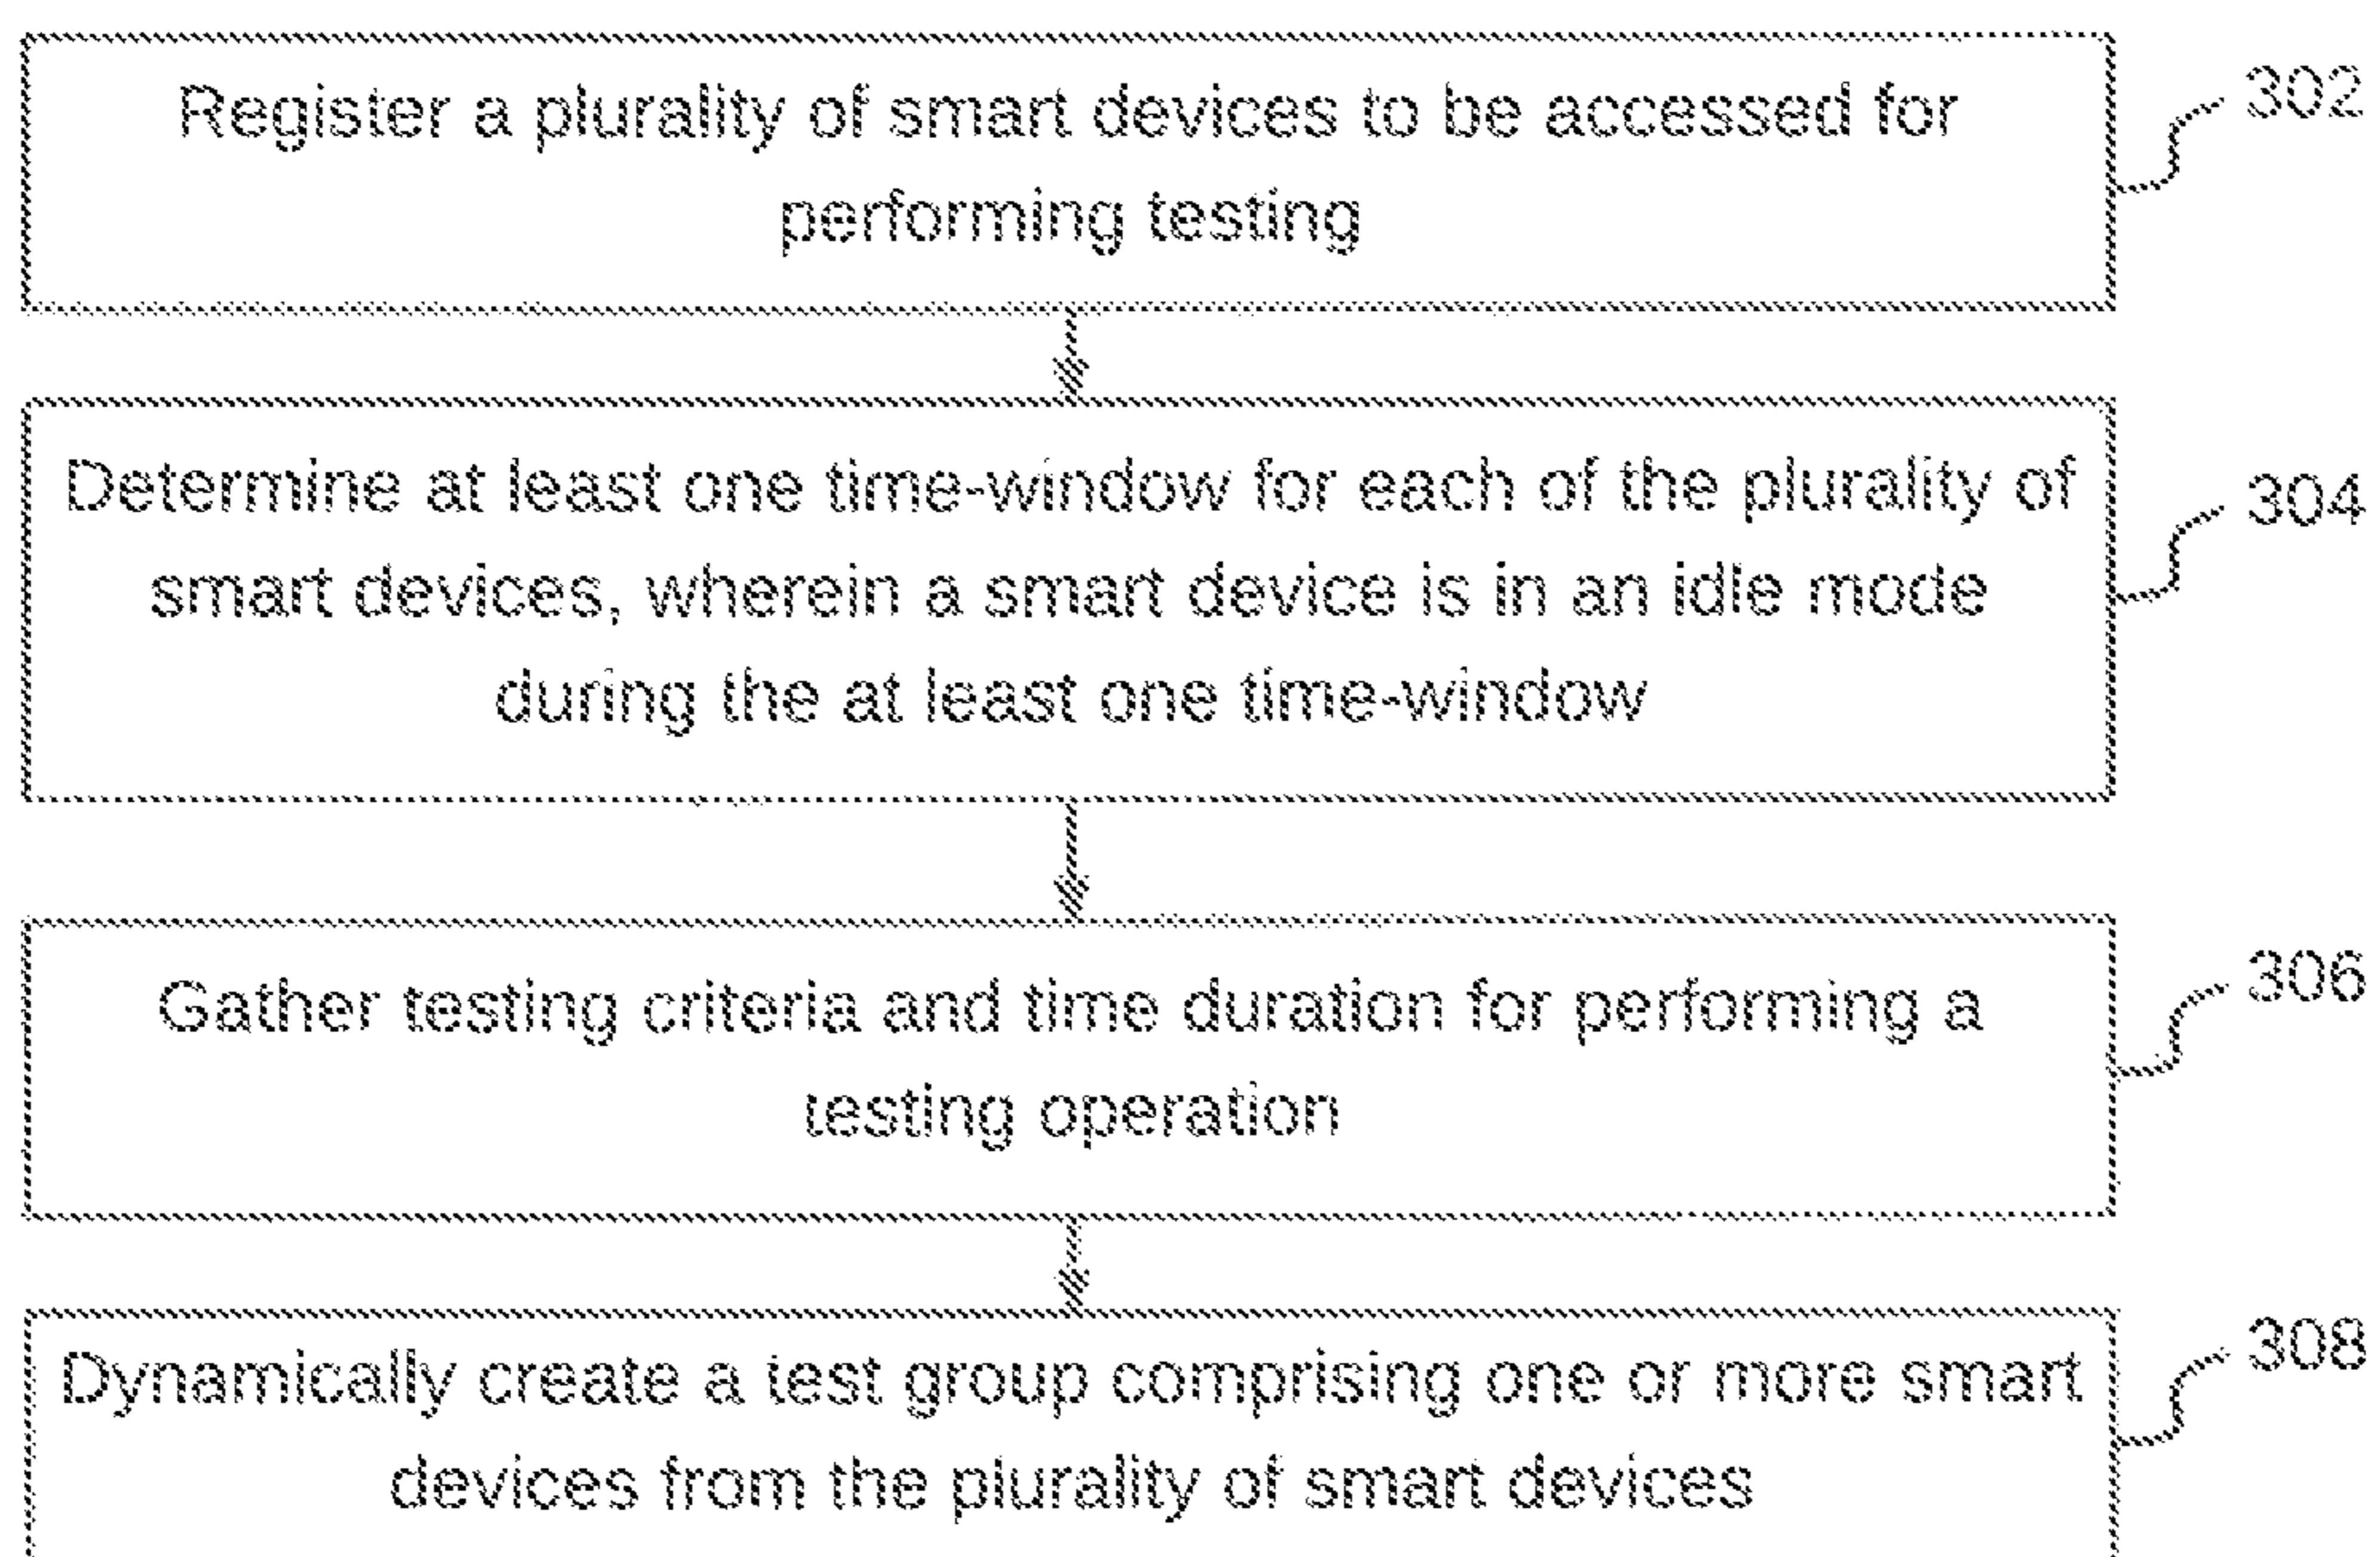 Register a plurality of smart devices to be accessed for
302
performing testing
Determine at least one time-window for each of the plurality of
304
smart devices, wherein a smart device is in an idle mode
during the at least one time-window
Gather testing criteria and time duration for performing a
306
testing operation
Dynamically create a test group comprising one or more smart
308
devices from the plurality of smart devices